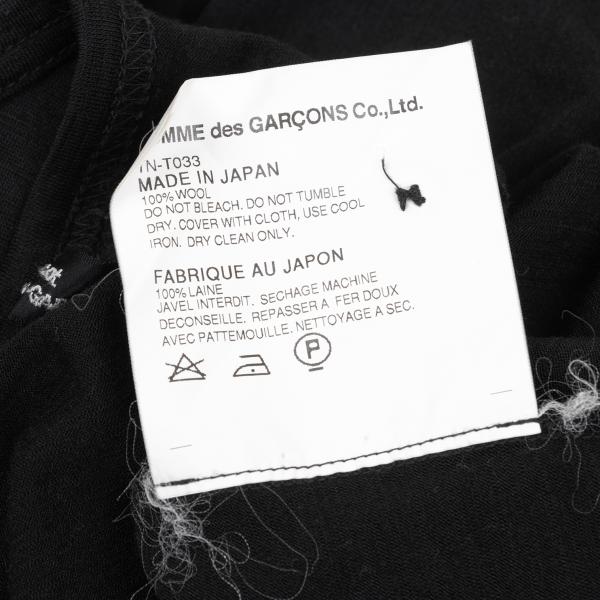 MME des GARÇONS Co.,Ltd.
N-T033
MADE IN JAPAN
100% WOOL
DO NOT BLEACH. DO NOT TUMBLE
DRY. COVER WITH CLOTH, USE COOL
IRON. DRY CLEAN ONLY.
FABRIQUE AU JAPON
100% LAINE
JAVEL INTERDIT. SECHAGE MACHINE
DECONSEILLE. REPASSER A FER DOUX
AVEC PATTEMOUILLE. NETTOYAGE A SEC.
P